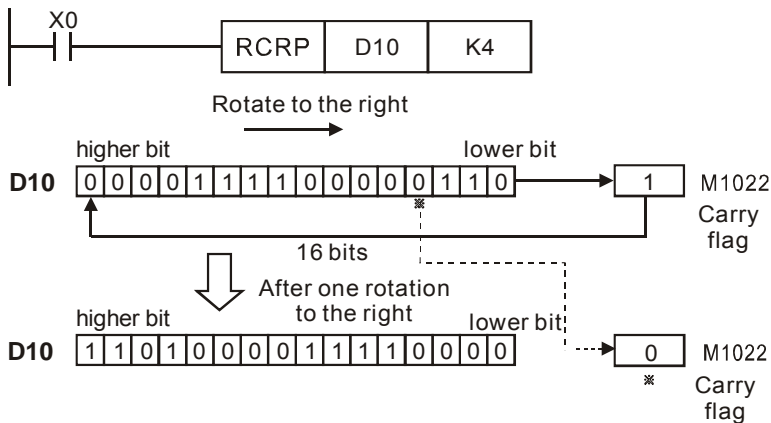 X0
RCRP D10 K4
Rotate to the right
higher bit lower bit
D10 0 0 0 0 1 1 1 1 0 0 0 0 0 1 1 0 1 M1022
※
Carry
flag
16 bits
After one rotation
to the right
higher bit lower bit
D10 1 1 0 1 0 0 0 0 1 1 1 1 0 0 0 0 0 M1022
※ Carry
flag